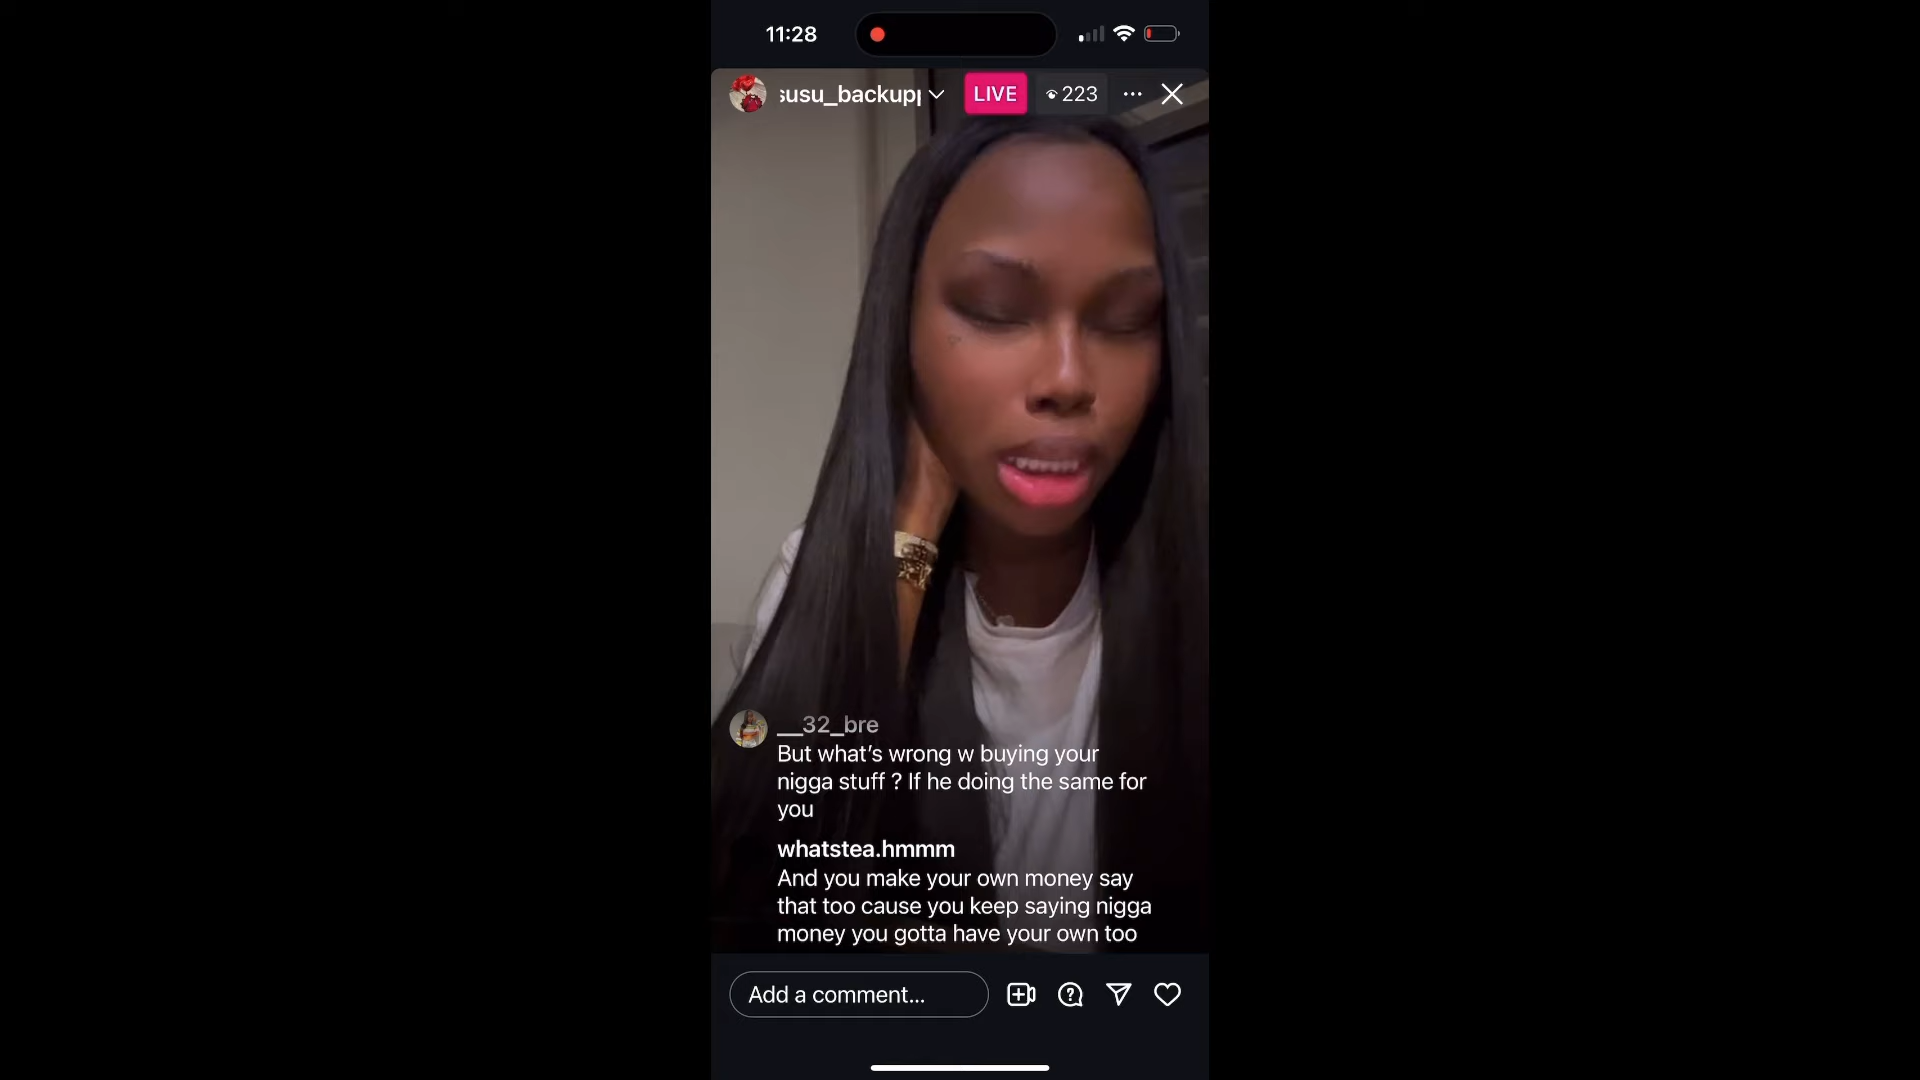 11:28
susu_backupp
LIVE
223
__32_bre
But what's wrong w buying your
nigga stuff ? If he doing the same for
you
whatstea.hmmm
And you make your own money say
that too cause you keep saying nigga
money you gotta have your own too
Add a comment...